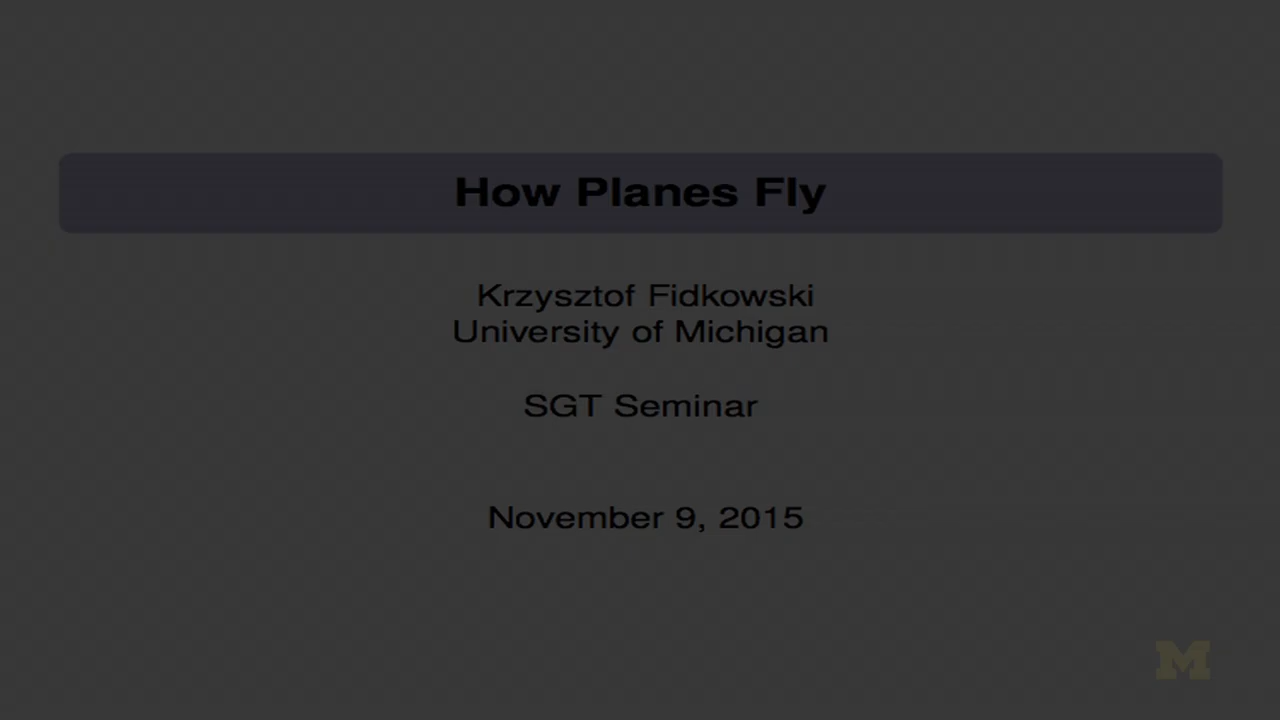 How Planes Fly
Krzysztof Fidkowski
University of Michigan
SGT Seminar
November 9, 2015
M